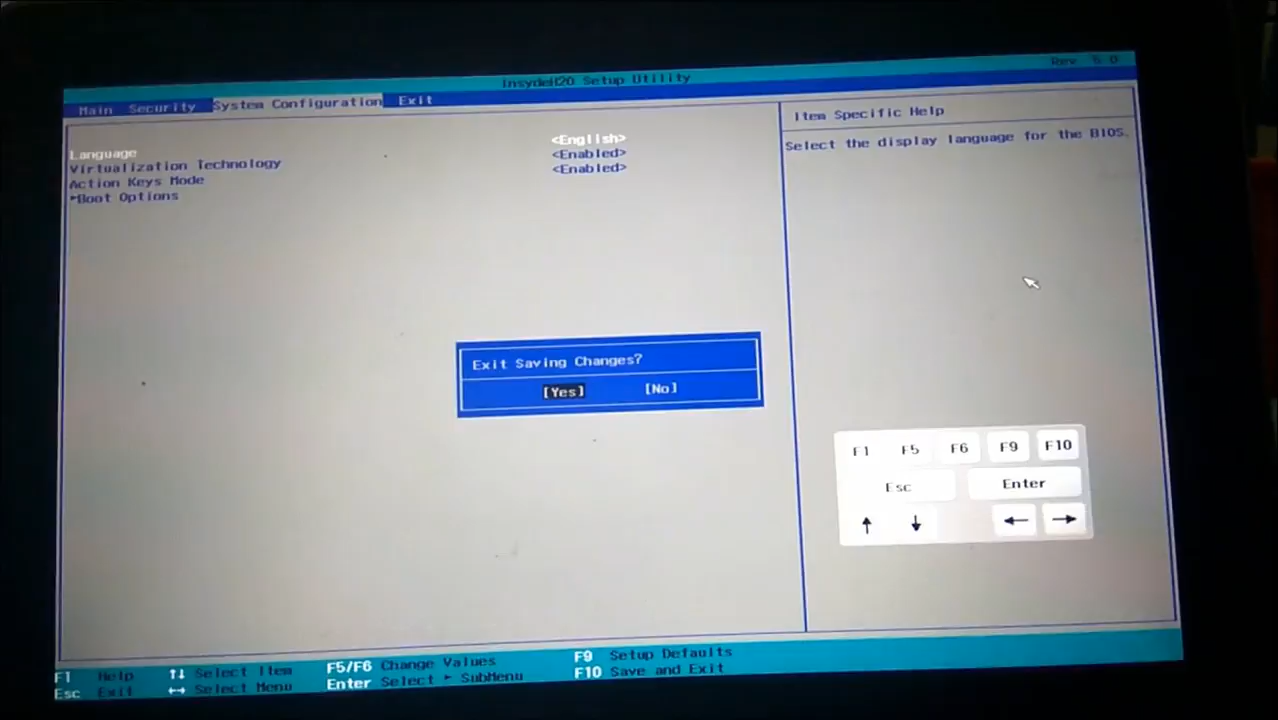 InsydeH20 Setup Utility Rev. 5.0
Main Security System Configuration Exit
Language <English>
Virtualization Technology <Enabled>
Action Keys Mode <Enabled>
►Boot Options
Item Specific Help
Select the display language for the BIOS.
Exit Saving Changes?
[Yes] [No]
F1 F5 F6 F9 F10
Esc Enter
↑ ↓ ← →
F1 Help ↑↓ Select Item F5/F6 Change Values F9 Setup Defaults
Esc Exit ↔ Select Menu Enter Select ► SubMenu F10 Save and Exit